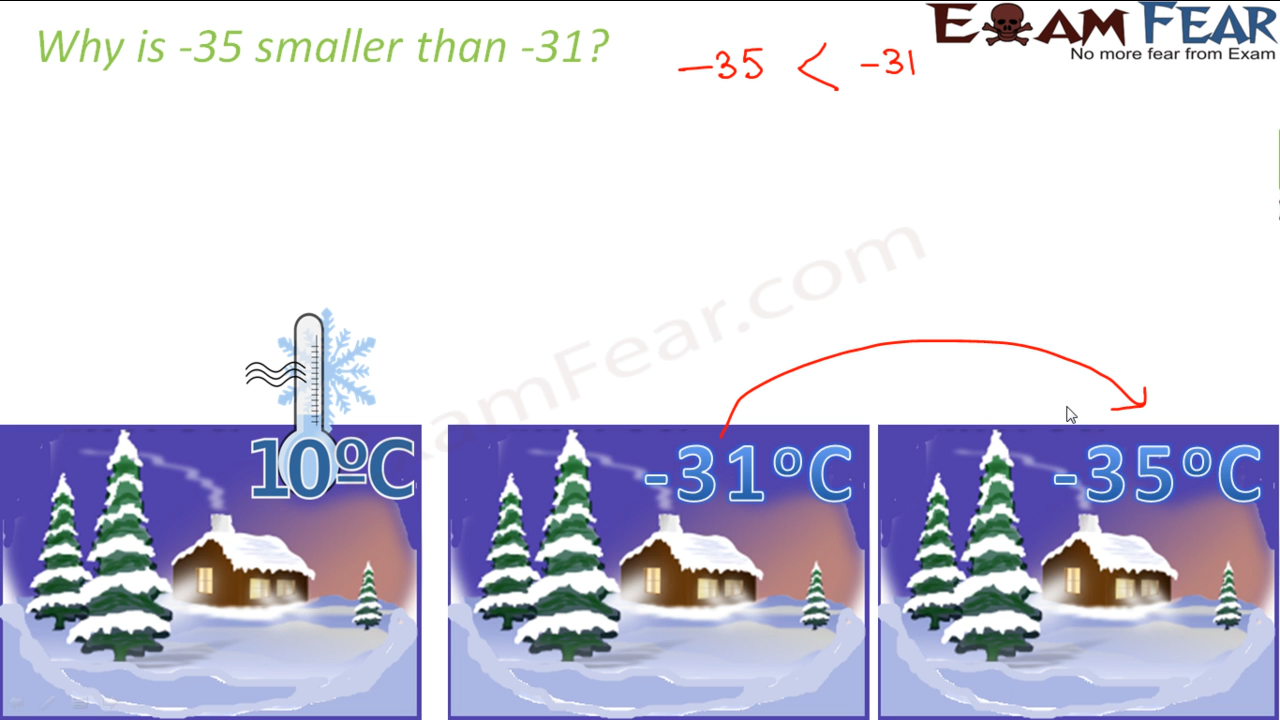 Why is -35 smaller than -31?
-35 < -31
EXAM FEAR
No more fear from Exam
ExamFear.com
10ºC
-31ºC
-35ºC